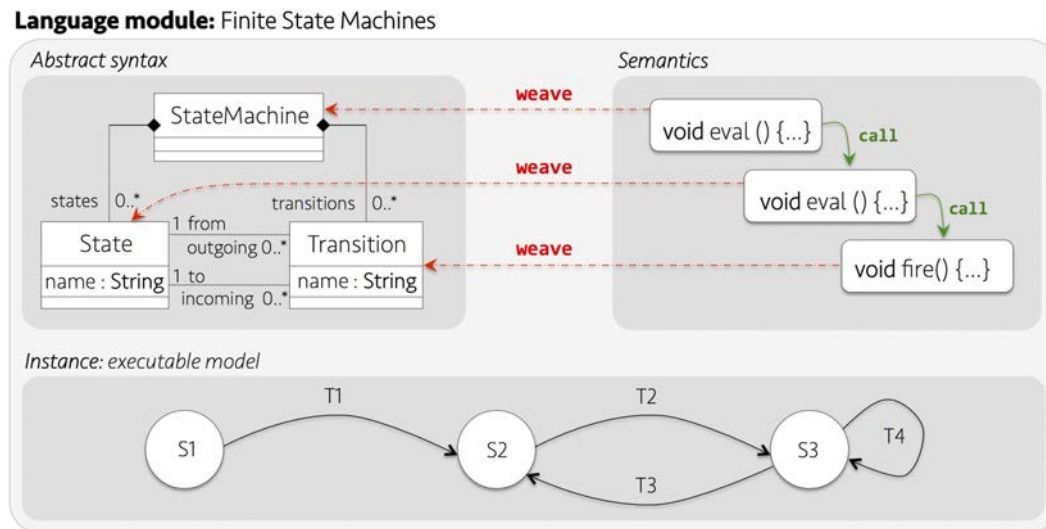 Language module: Finite State Machines
Abstract syntax
Semantics
StateMachine
weave
void eval () {...}
call
weave
states 0..*
transitions 0..*
void eval () {...}
call
State
1 from
outgoing 0..*
Transition
weave
void fire() {...}
name : String
1 to
incoming 0..*
name : String
Instance: executable model
T1
T2
S1
S2
S3
T4
T3